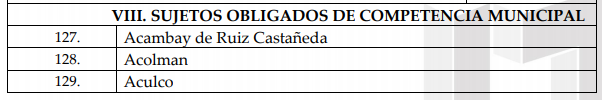 VIII. SUJETOS OBLIGADOS DE COMPETENCIA MUNICIPAL
127. Acambay de Ruiz Castañeda
128. Acolman
129. Aculco